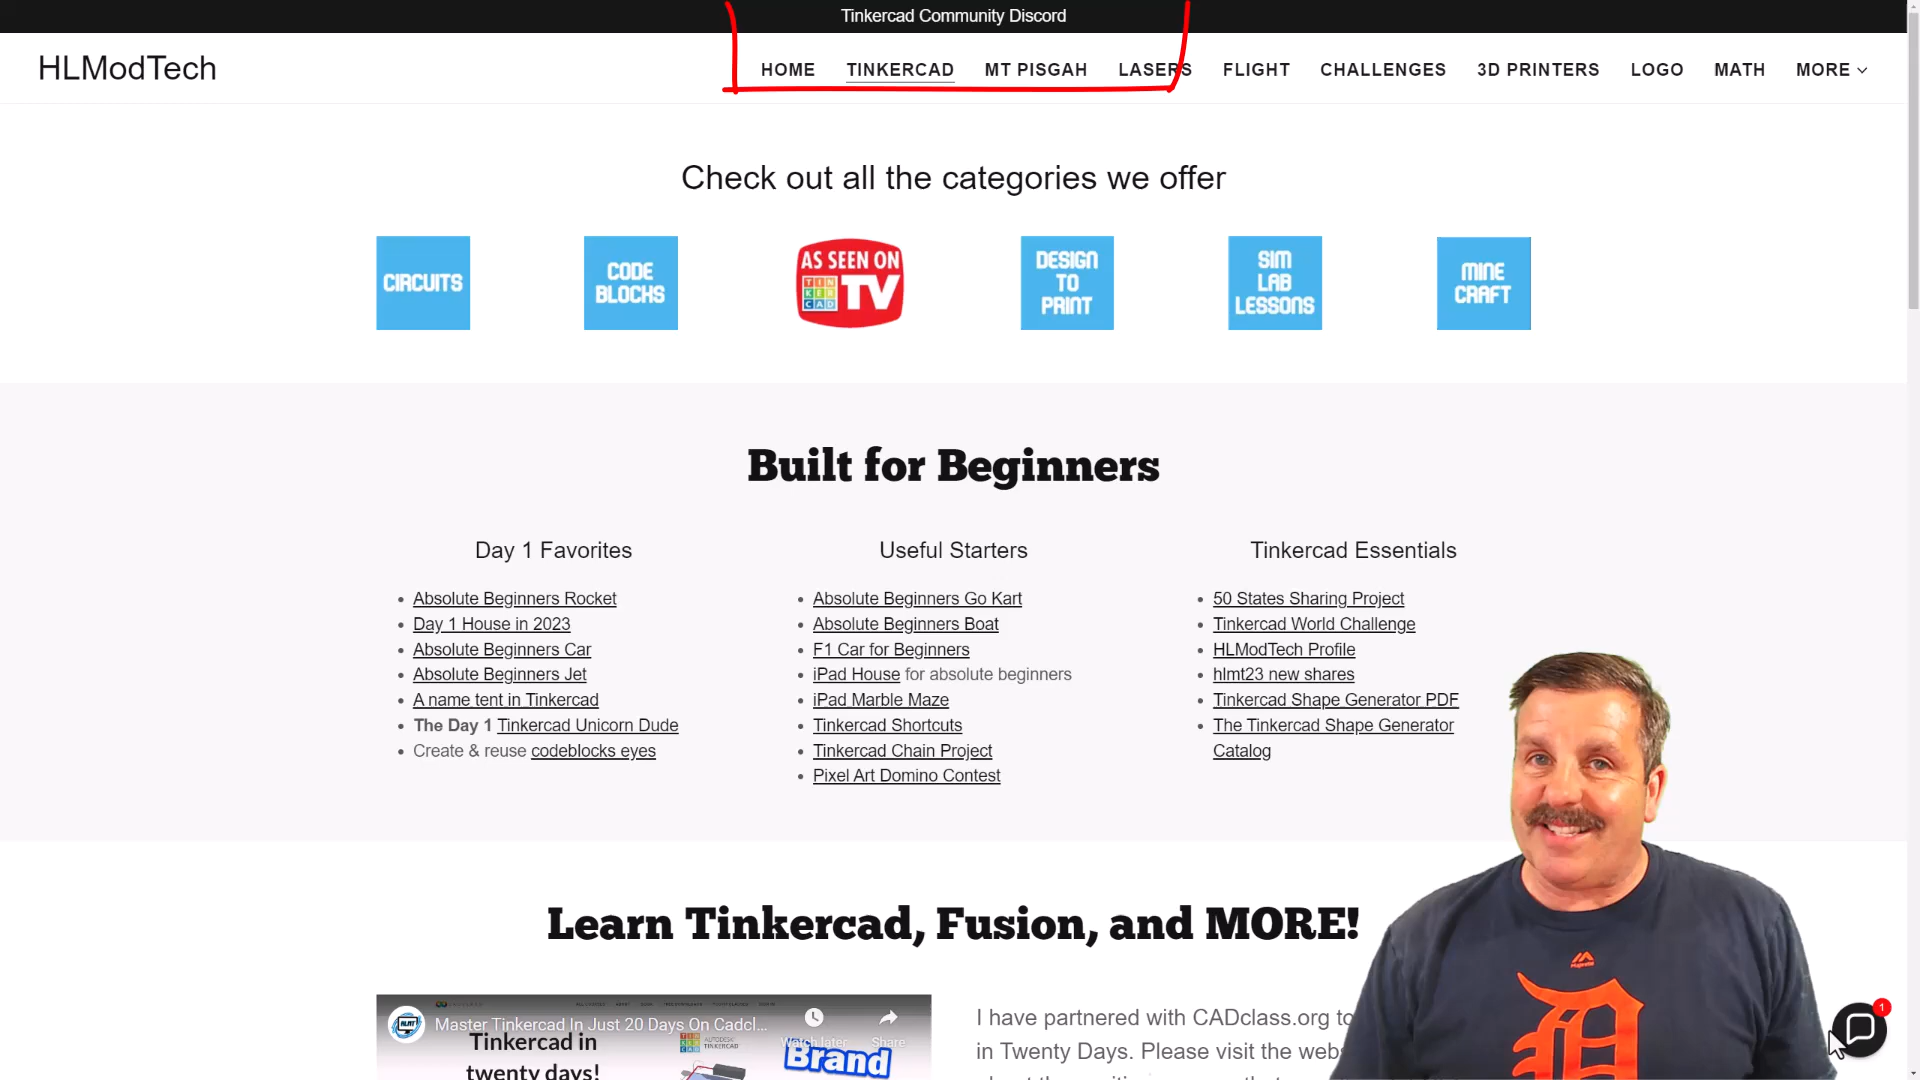 Tinkercad Community Discord
HLModTech
HOME TINKERCAD MT PISGAH LASERS FLIGHT CHALLENGES 3D PRINTERS LOGO MATH MORE
Check out all the categories we offer
CIRCUITS
CODE
BLOCKS
AS SEEN ON
TIN
KER
CAD
TV
DESIGN
TO
PRINT
SIM
LAB
LESSONS
MINE
CRAFT
Built for Beginners
Day 1 Favorites
Absolute Beginners Rocket
Day 1 House in 2023
Absolute Beginners Car
Absolute Beginners Jet
A name tent in Tinkercad
The Day 1 Tinkercad Unicorn Dude
Create & reuse codeblocks eyes
Useful Starters
Absolute Beginners Go Kart
Absolute Beginners Boat
F1 Car for Beginners
iPad House for absolute beginners
iPad Marble Maze
Tinkercad Shortcuts
Tinkercad Chain Project
Pixel Art Domino Contest
Tinkercad Essentials
50 States Sharing Project
Tinkercad World Challenge
HLModTech Profile
hlmt23 new shares
Tinkercad Shape Generator PDF
The Tinkercad Shape Generator
Catalog
Learn Tinkercad, Fusion, and MORE!
HLMT
Master Tinkercad In Just 20 Days On Cadcl...
Watch later Share
Tinkercad in
twenty days!
AUTODESK
TINKERCAD
Brand
I have partnered with CADclass.org to
in Twenty Days. Please visit the web
Majestic
D
1